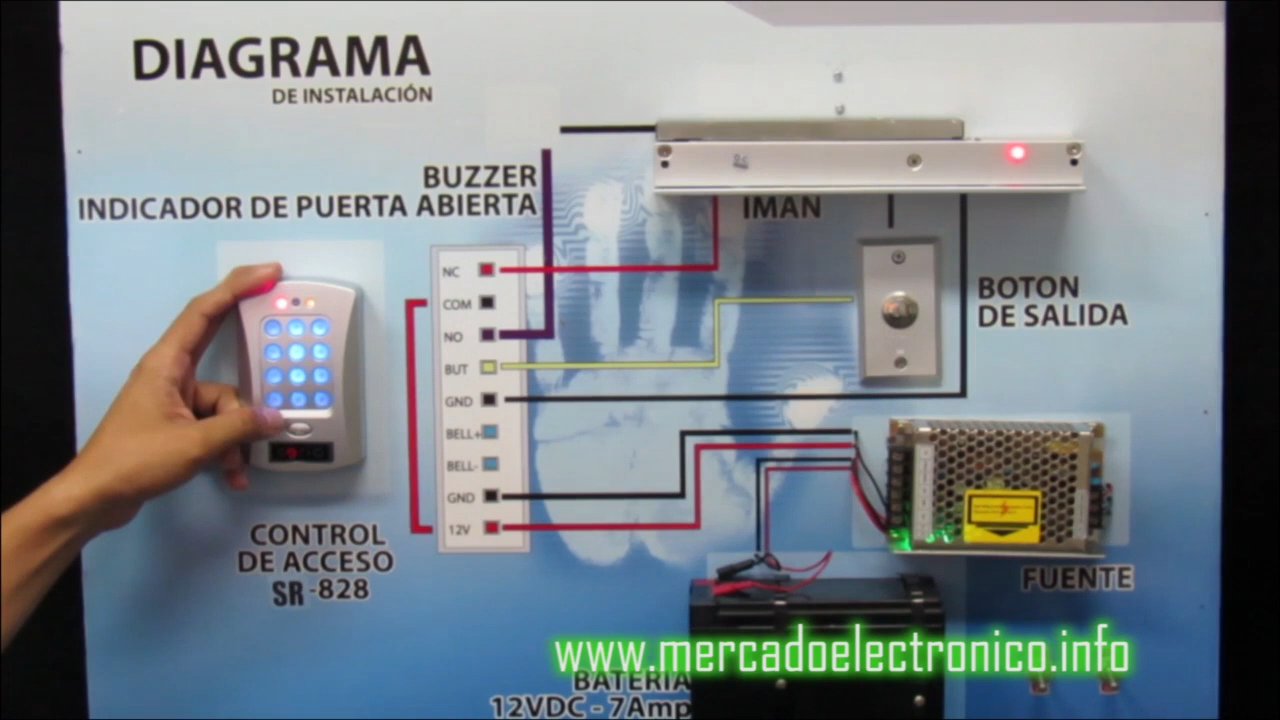 DIAGRAMA
DE INSTALACIÓN
BUZZER
INDICADOR DE PUERTA ABIERTA
IMAN
BOTON
DE SALIDA
NC
COM
NO
BUT
GND
BELL+
BELL-
GND
12V
CONTROL
DE ACCESO
SR-828
FUENTE
www.mercadoelectronico.info
BATERIA
12VDC - 7Amp